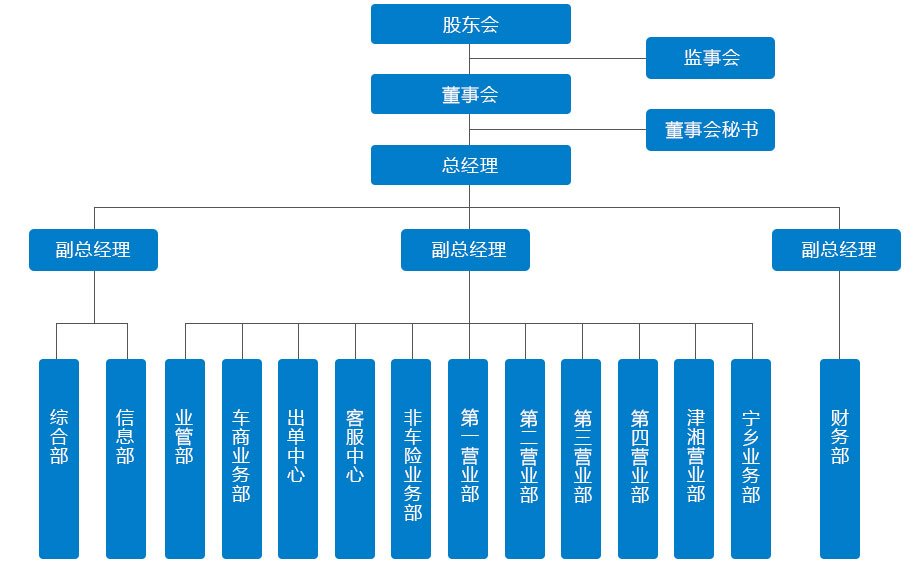 股东会
监事会
董事会
董事会秘书
总经理
副总经理
副总经理
副总经理
综合部
信息部
业管部
车商业务部
出单中心
客服中心
非车险业务部
第一营业部
第二营业部
第三营业部
第四营业部
津湘营业部
宁乡业务部
财务部